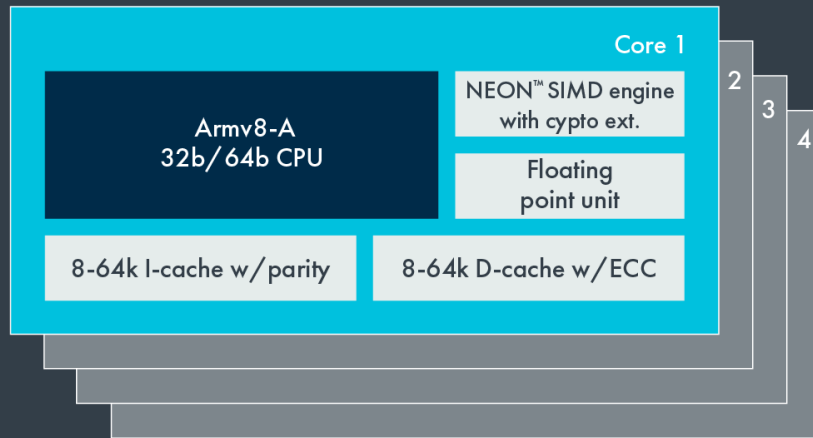 Core 1
2
3
4
Armv8-A
32b/64b CPU
NEON™ SIMD engine
with cypto ext.
Floating
point unit
8-64k I-cache w/parity
8-64k D-cache w/ECC